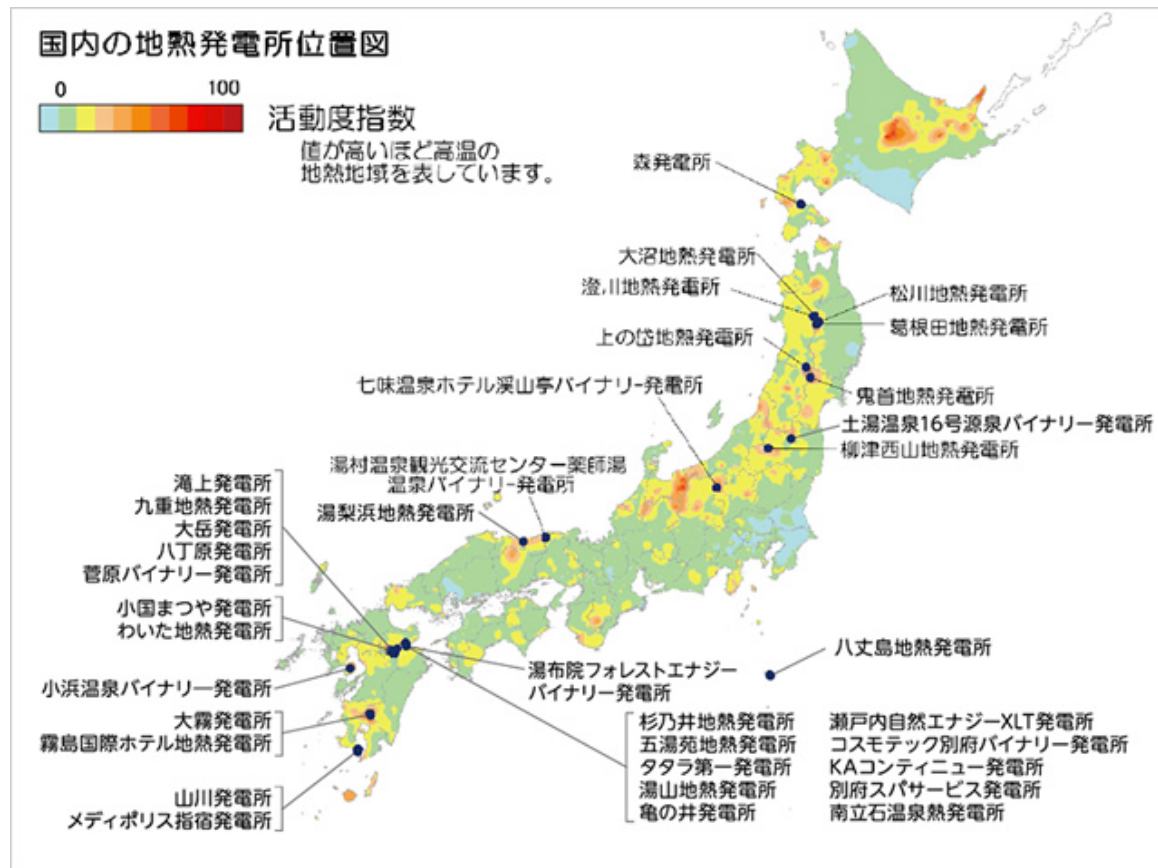 国内の地熱発電所位置図
0 100
活動度指数
値が高いほど高温の
地熱地域を表しています。
森発電所
大沼地熱発電所
澄川地熱発電所
松川地熱発電所
葛根田地熱発電所
上の岱地熱発電所
七味温泉ホテル渓山亭バイナリー発電所
鬼首地熱発電所
土湯温泉16号源泉バイナリー発電所
柳津西山地熱発電所
湯村温泉観光交流センター薬師湯
温泉バイナリー発電所
湯梨浜地熱発電所
滝上発電所
九重地熱発電所
大岳発電所
八丁原発電所
菅原バイナリー発電所
小国まつや発電所
わいた地熱発電所
小浜温泉バイナリー発電所
大霧発電所
霧島国際ホテル地熱発電所
山川発電所
メディポリス指宿発電所
八丈島地熱発電所
湯布院フォレストエナジー
バイナリー発電所
杉乃井地熱発電所
五湯苑地熱発電所
タタラ第一発電所
湯山地熱発電所
亀の井発電所
瀬戸内自然エナジーXLT発電所
コスモテック別府バイナリー発電所
KAコンティニュー発電所
別府スパサービス発電所
南立石温泉熱発電所